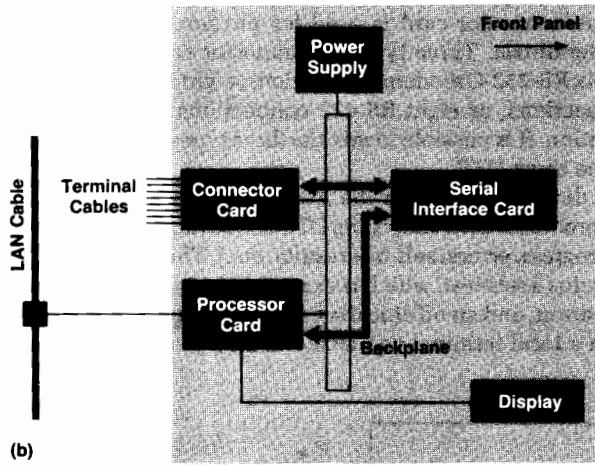 Front Panel
Power
Supply
LAN Cable
Terminal
Cables
Connector
Card
Serial
Interface Card
Processor
Card
Backplane
Display
(b)